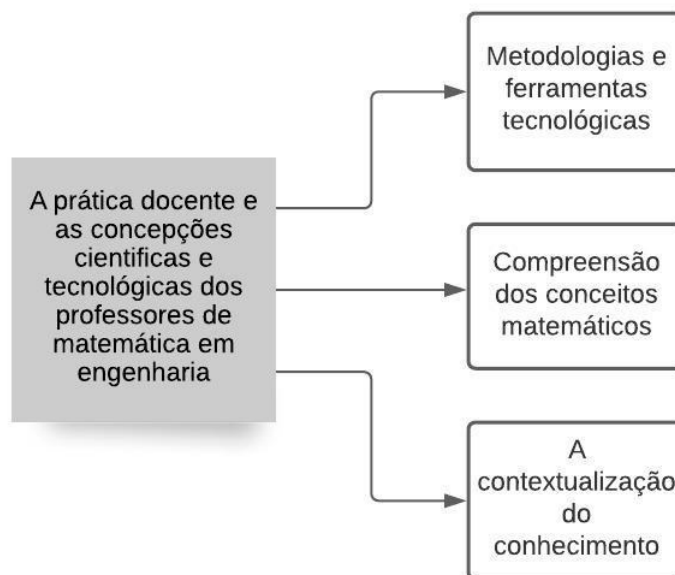 A prática docente e
as concepções
cientificas e
tecnológicas dos
professores de
matemática em
engenharia
Metodologias e
ferramentas
tecnológicas
Compreensão
dos conceitos
matemáticos
A
contextualização
do
conhecimento